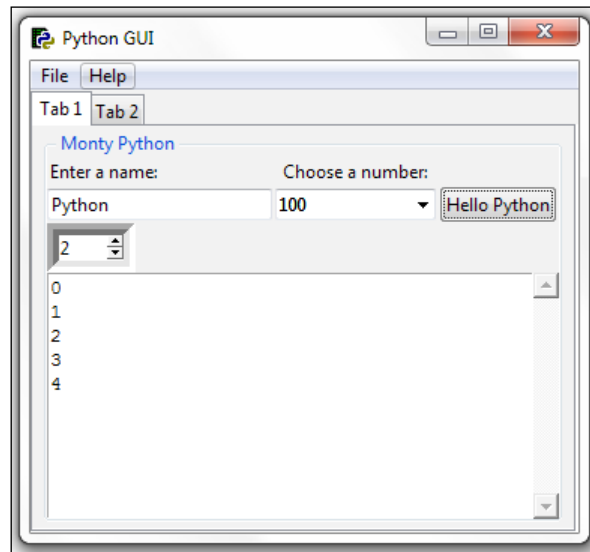 Python GUI
File Help
Tab 1 Tab 2
Monty Python
Enter a name: Choose a number:
Python 100 Hello Python
2
0
1
2
3
4